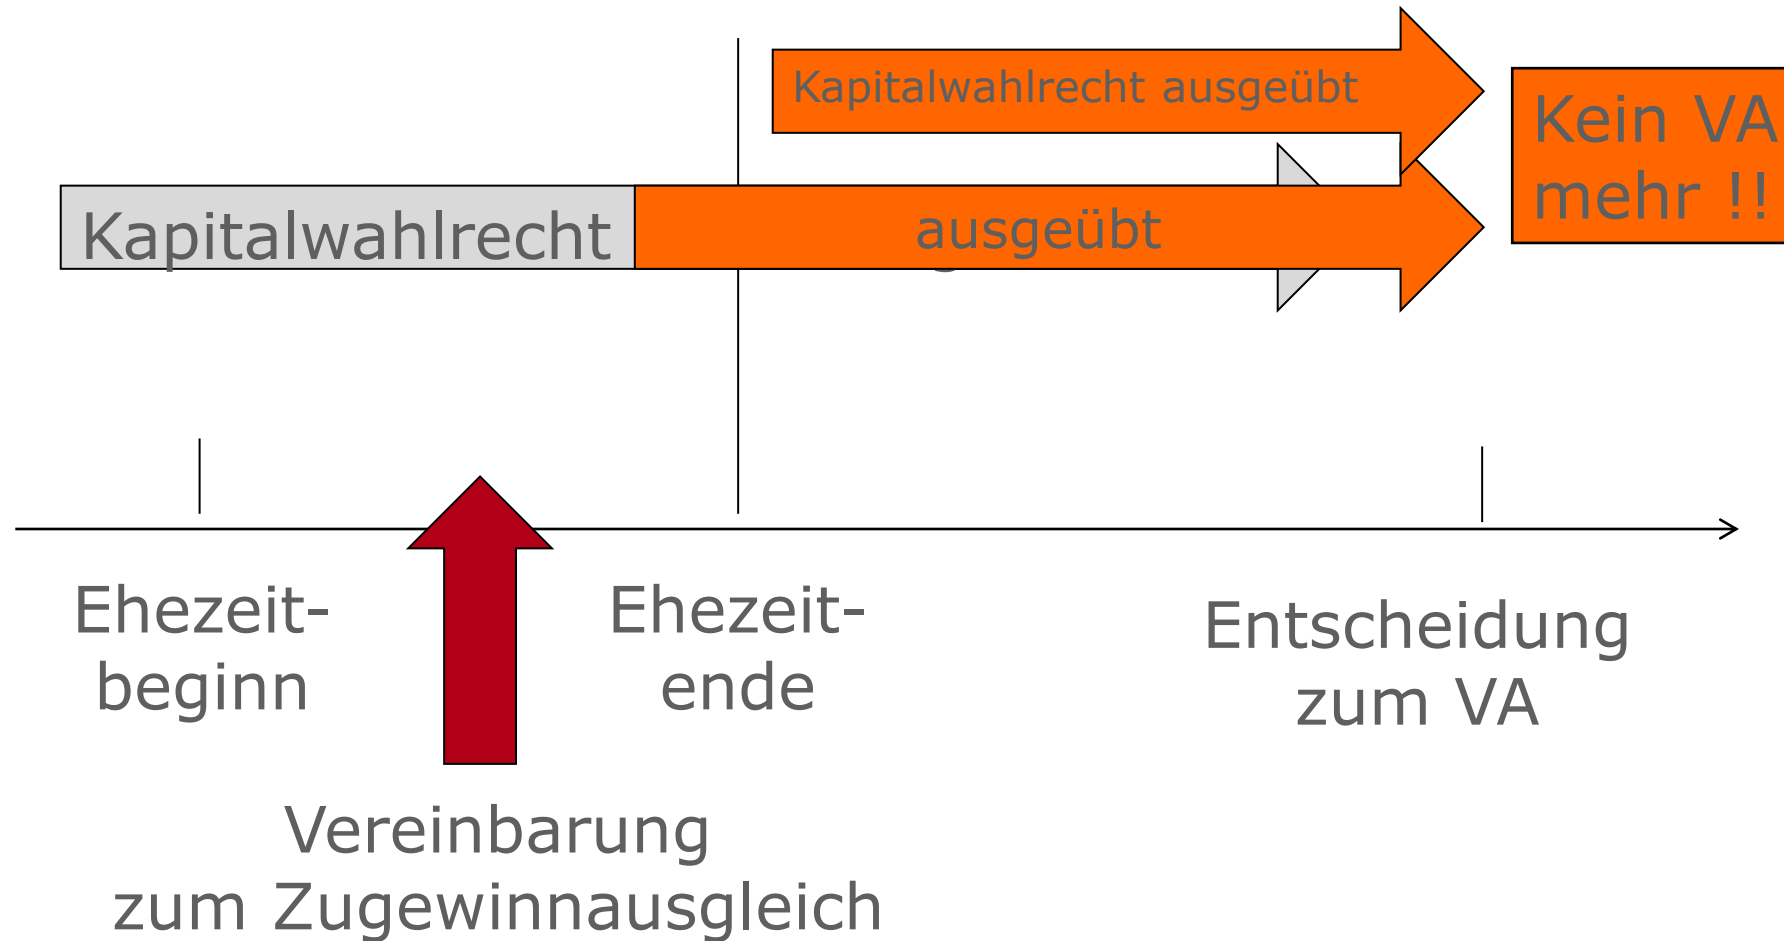 Kapitalwahlrecht ausgeübt
Kein VA
mehr !!
Kapitalwahlrecht
ausgeübt
Ehezeit-
beginn
Ehezeit-
ende
Entscheidung
zum VA
Vereinbarung
zum Zugewinnausgleich